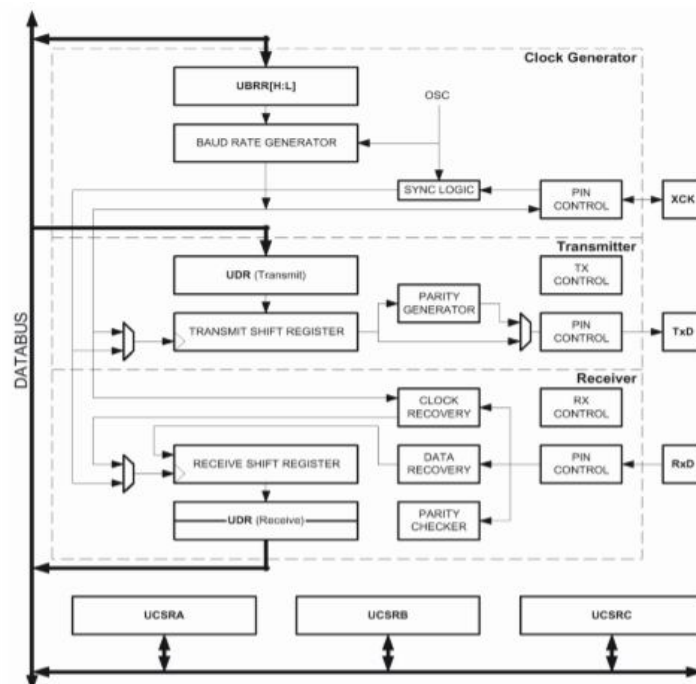 Clock Generator
UBRR[H:L]
OSC
BAUD RATE GENERATOR
SYNC LOGIC
PIN
CONTROL
XCK
Transmitter
UDR (Transmit)
TX
CONTROL
PARITY
GENERATOR
TRANSMIT SHIFT REGISTER
PIN
CONTROL
TxD
DATABUS
Receiver
CLOCK
RECOVERY
RX
CONTROL
RECEIVE SHIFT REGISTER
DATA
RECOVERY
PIN
CONTROL
RxD
UDR (Receive)
PARITY
CHECKER
UCSRA
UCSRB
UCSRC